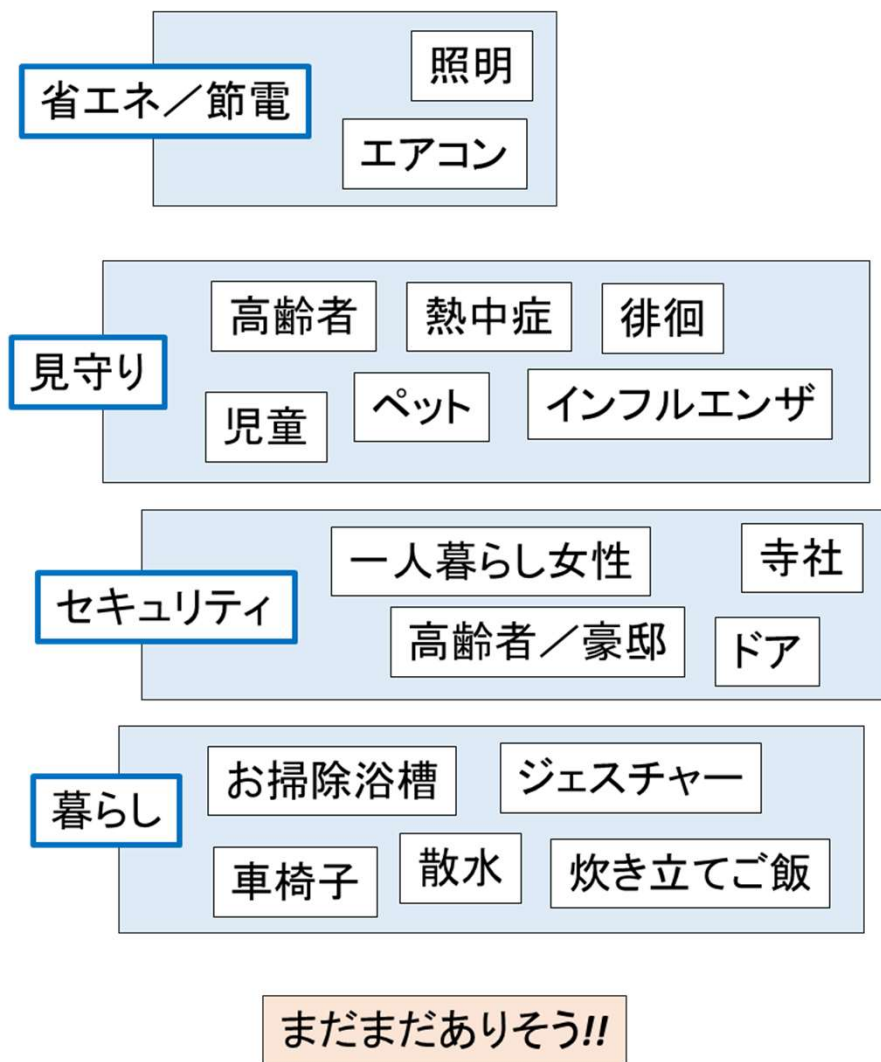 省エネ／節電
照明
エアコン
見守り
高齢者
熱中症
徘徊
児童
ペット
インフルエンザ
セキュリティ
一人暮らし女性
寺社
高齢者／豪邸
ドア
暮らし
お掃除浴槽
ジェスチャー
車椅子
散水
炊き立てご飯
まだまだありそう!!